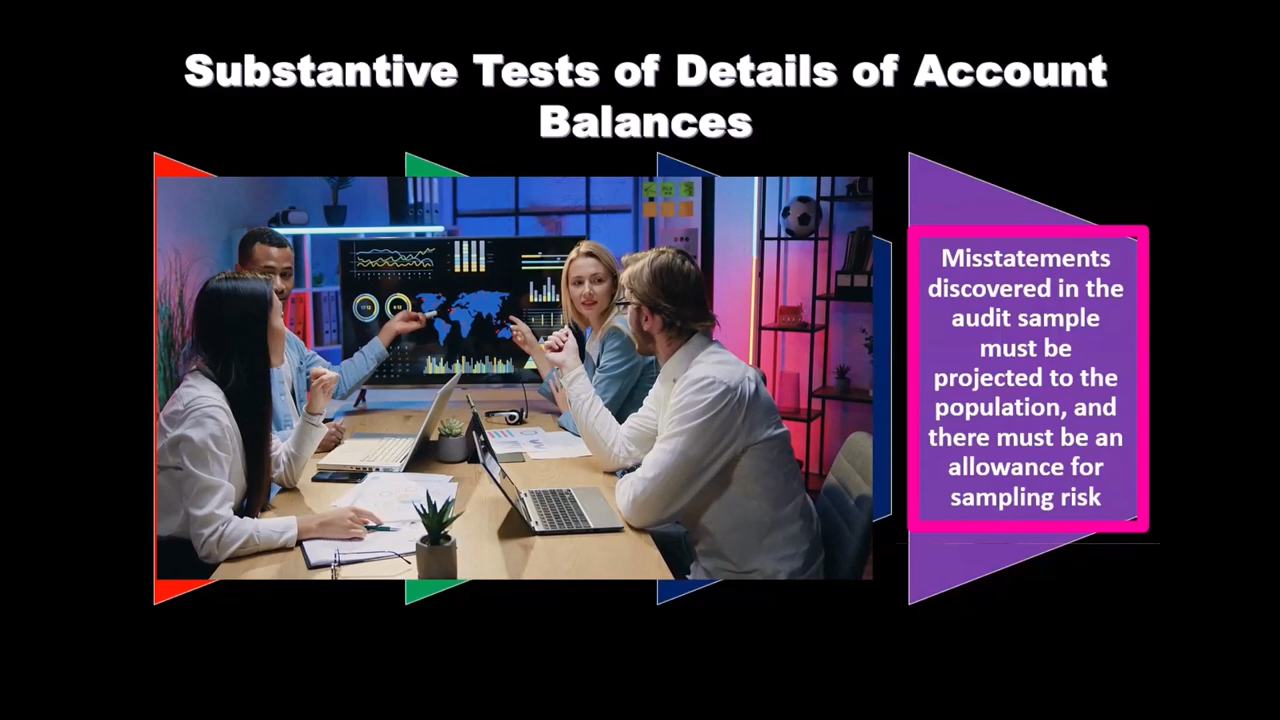 Substantive Tests of Details of Account
Balances
Misstatements
discovered in the
audit sample
must be
projected to the
population, and
there must be an
allowance for
sampling risk